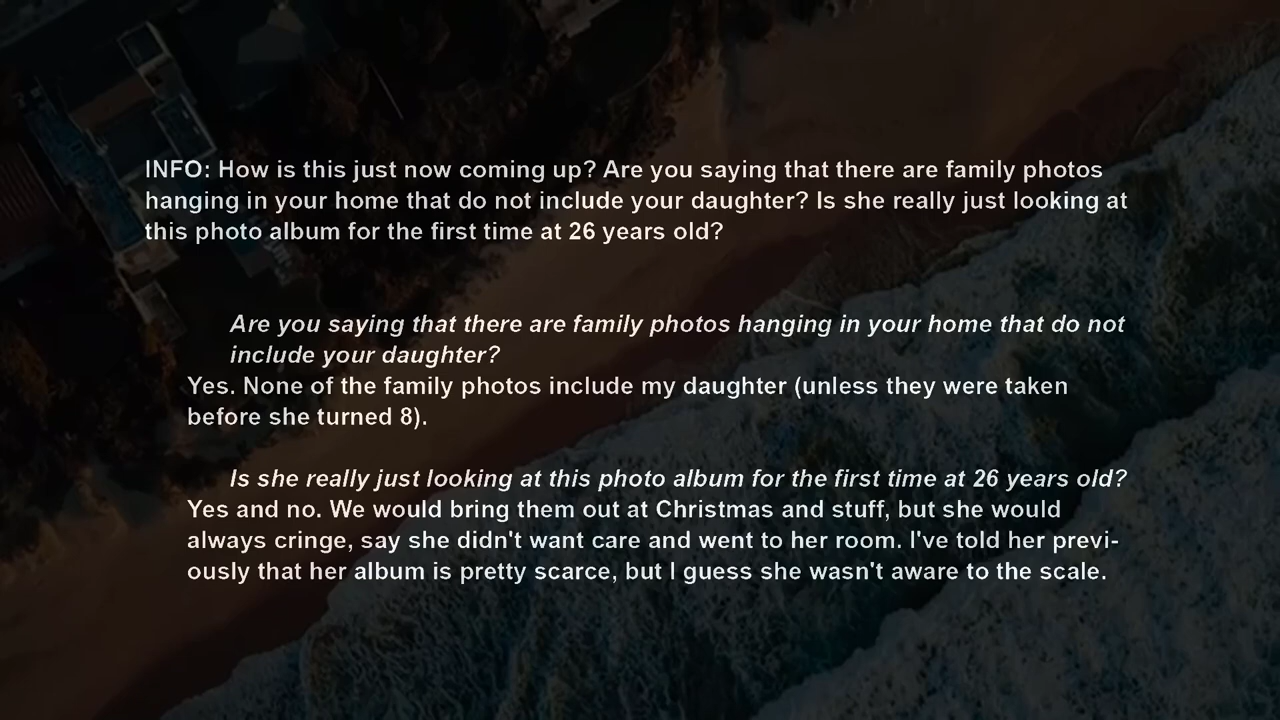 INFO: How is this just now coming up? Are you saying that there are family photos
hanging in your home that do not include your daughter? Is she really just looking at
this photo album for the first time at 26 years old?
Are you saying that there are family photos hanging in your home that do not
include your daughter?
Yes. None of the family photos include my daughter (unless they were taken
before she turned 8).
Is she really just looking at this photo album for the first time at 26 years old?
Yes and no. We would bring them out at Christmas and stuff, but she would
always cringe, say she didn't want care and went to her room. I've told her previ-
ously that her album is pretty scarce, but I guess she wasn't aware to the scale.